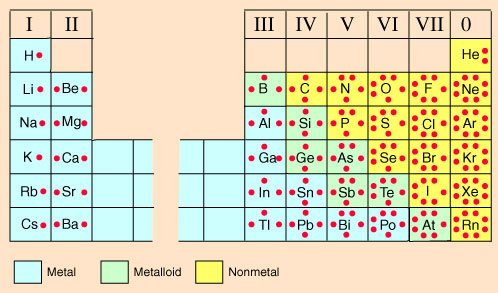 I II III IV V VI VII 0
H He
Li Be B C N O F Ne
Na Mg Al Si P S Cl Ar
K Ca Ga Ge As Se Br Kr
Rb Sr In Sn Sb Te I Xe
Cs Ba Tl Pb Bi Po At Rn
Metal Metalloid Nonmetal